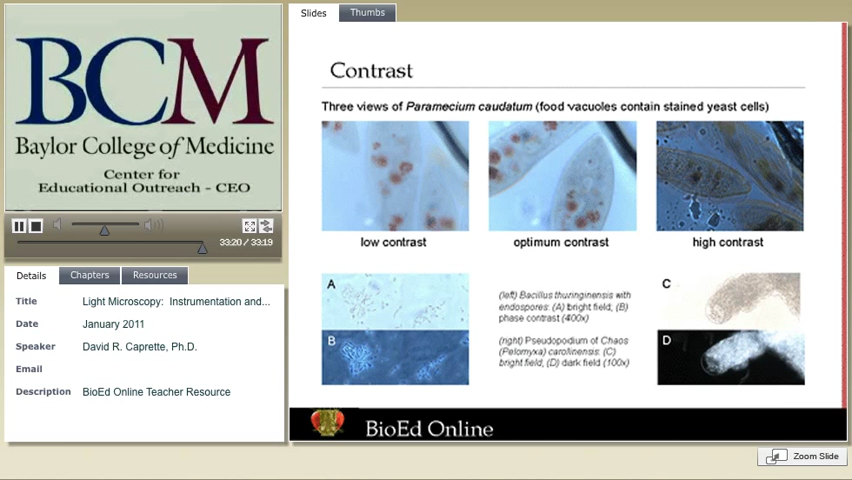 BCM
Baylor College of Medicine
Center for
Educational Outreach - CEO
33:20 / 33:19
Details
Chapters
Resources
Title
Light Microscopy: Instrumentation and...
Date
January 2011
Speaker
David R. Caprette, Ph.D.
Email
Description
BioEd Online Teacher Resource
Slides
Thumbs
Contrast
Three views of Paramecium caudatum (food vacuoles contain stained yeast cells)
low contrast
optimum contrast
high contrast
A
B
(left) Bacillus thuringinensis with
endospores: (A) bright field; (B)
phase contrast (400x)
(right) Pseudopodium of Chaos
(Pelomyxa) carolinensis: (C)
bright field; (D) dark field (100x)
C
D
BioEd Online
Zoom Slide